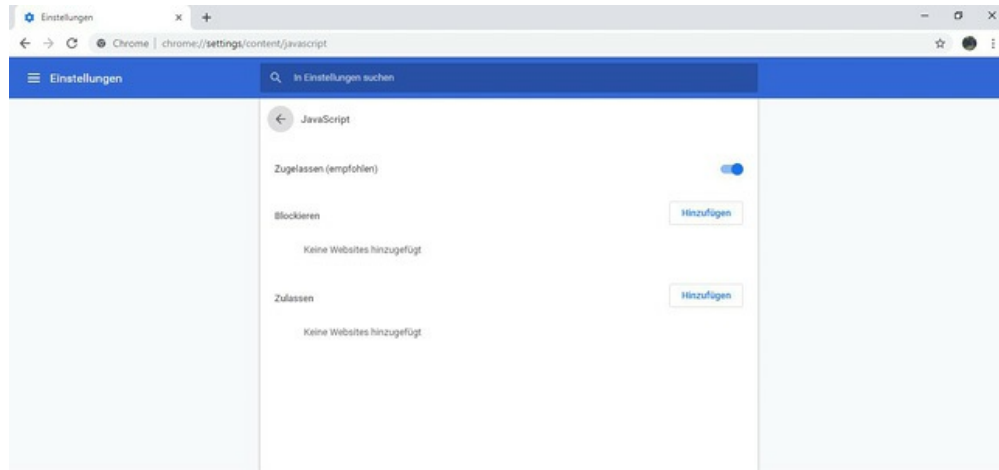 Einstellungen
Chrome | chrome://settings/content/javascript
Einstellungen
In Einstellungen suchen
JavaScript
Zugelassen (empfohlen)
Blockieren
Hinzufügen
Keine Websites hinzugefügt
Zulassen
Hinzufügen
Keine Websites hinzugefügt